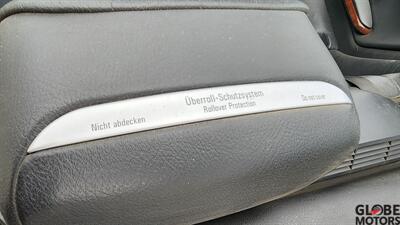 Überroll-Schutzsystem
Rollover Protection
Nicht abdecken
Do not cover
GLOBE
MOTORS